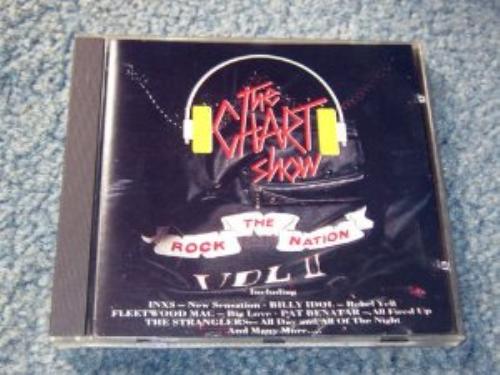 The
CHART
Show
ROCK THE NATION
VOL II
Including
INXS – New Sensation · BILLY IDOL – Rebel Yell
FLEETWOOD MAC – Big Love · PAT BENATAR – All Fired Up
THE STRANGLERS – All Day and All Of The Night
And Many More....